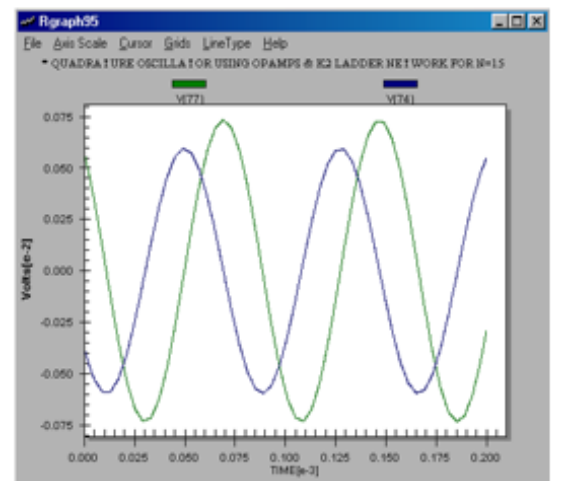 Rgraph95
File Axis Scale Cursor Grids LineType Help
* QUADRATURE OSCILLATOR USING OPAMPS & K2 LADDER NETWORK FOR N=15
V(77) V(74)
0.075
0.050
0.025
0.000
-0.025
-0.050
-0.075
Volts[e-2]
0.000 0.025 0.050 0.075 0.100 0.125 0.150 0.175 0.200
TIME[e-3]